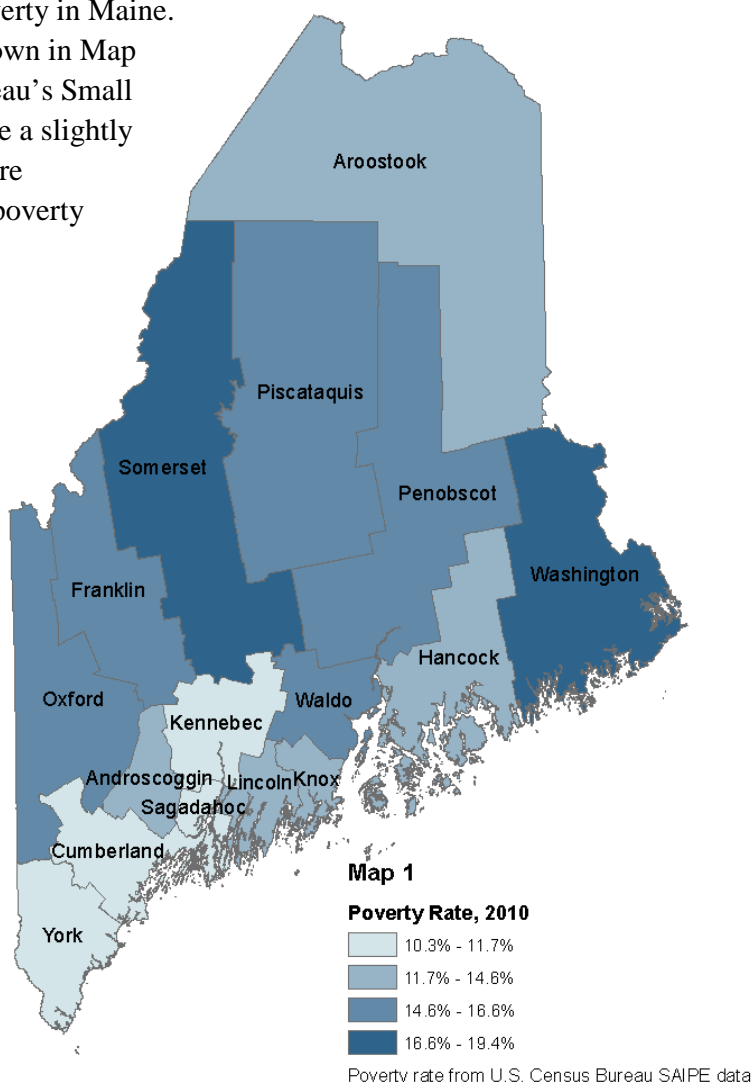 verty in Maine.
own in Map
eau's Small
e a slightly
re
poverty
Aroostook
Piscataquis
Somerset
Penobscot
Washington
Franklin
Hancock
Oxford
Waldo
Kennebec
Androscoggin
Lincoln
Knox
Sagadahoc
Cumberland
York
Map 1
Poverty Rate, 2010
10.3% - 11.7%
11.7% - 14.6%
14.6% - 16.6%
16.6% - 19.4%
Poverty rate from U.S. Census Bureau SAIPE data